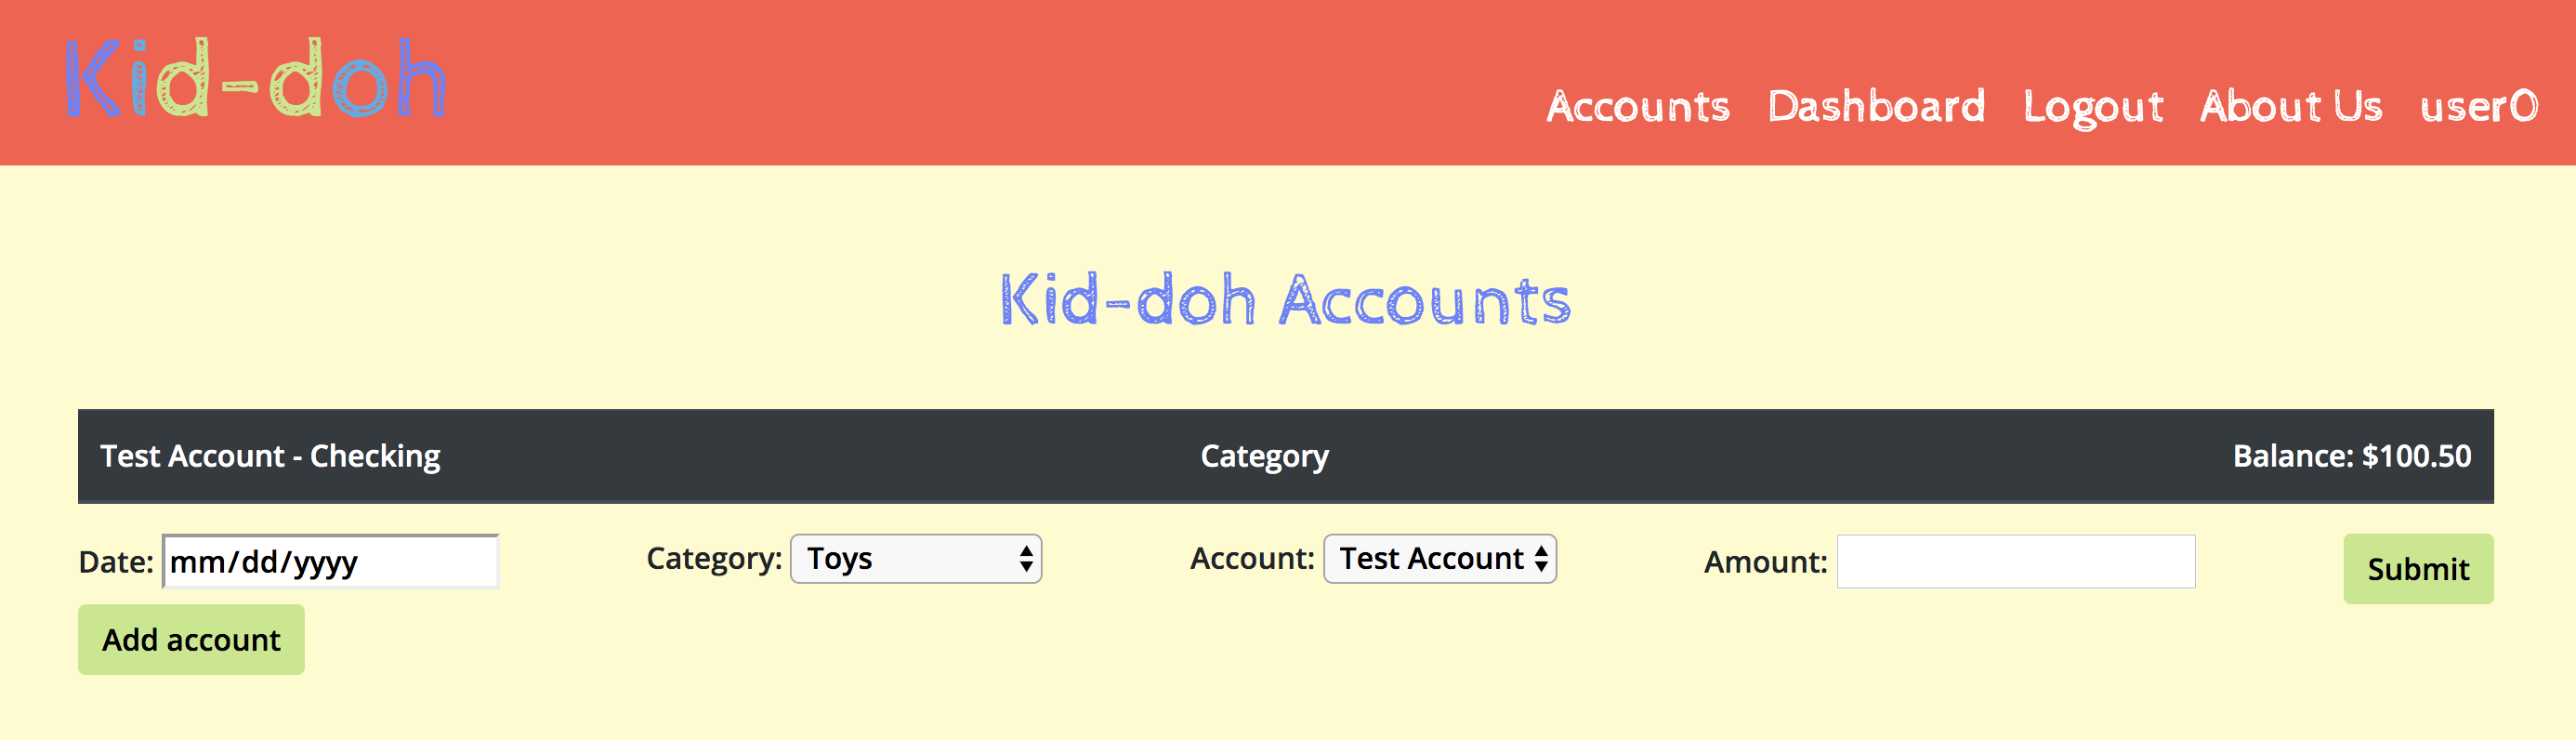 Kid-doh
Accounts Dashboard Logout About Us user0
Kid-doh Accounts
Test Account - Checking Category Balance: $100.50
Date: mm/dd/yyyy Category: Toys Account: Test Account Amount: Submit
Add account